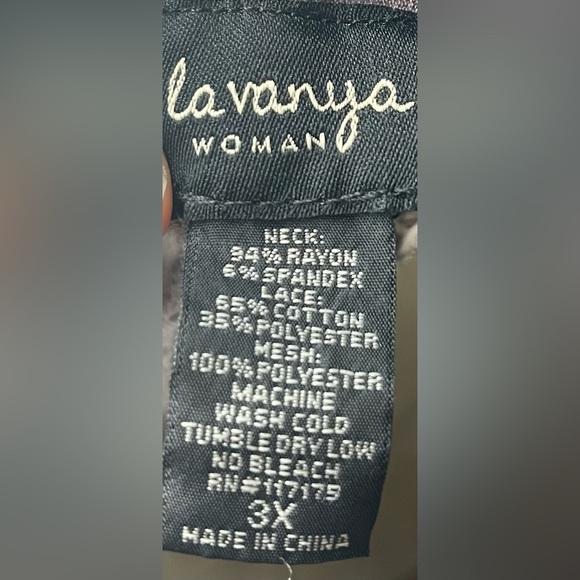 lavanya
WOMAN
NECK:
94% RAYON
6% SPANDEX
LACE:
65% COTTON
35% POLYESTER
MESH:
100% POLYESTER
MACHINE
WASH COLD
TUMBLE DRY LOW
NO BLEACH
RN#117179
3X
MADE IN CHINA